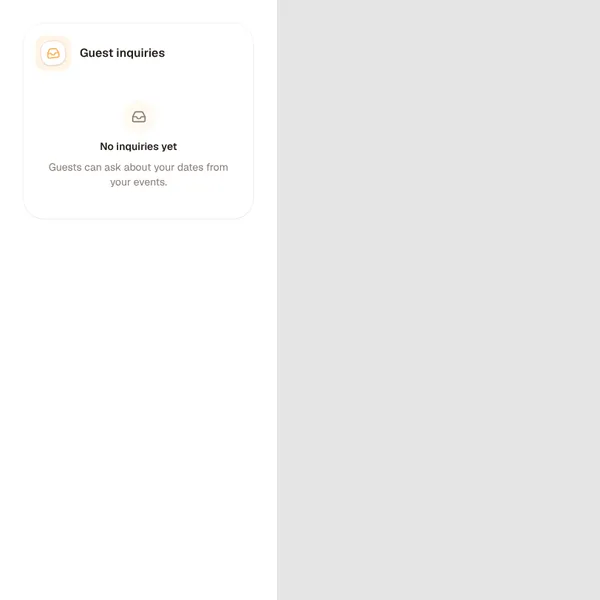 Guest inquiries
No inquiries yet
Guests can ask about your dates from
your events.